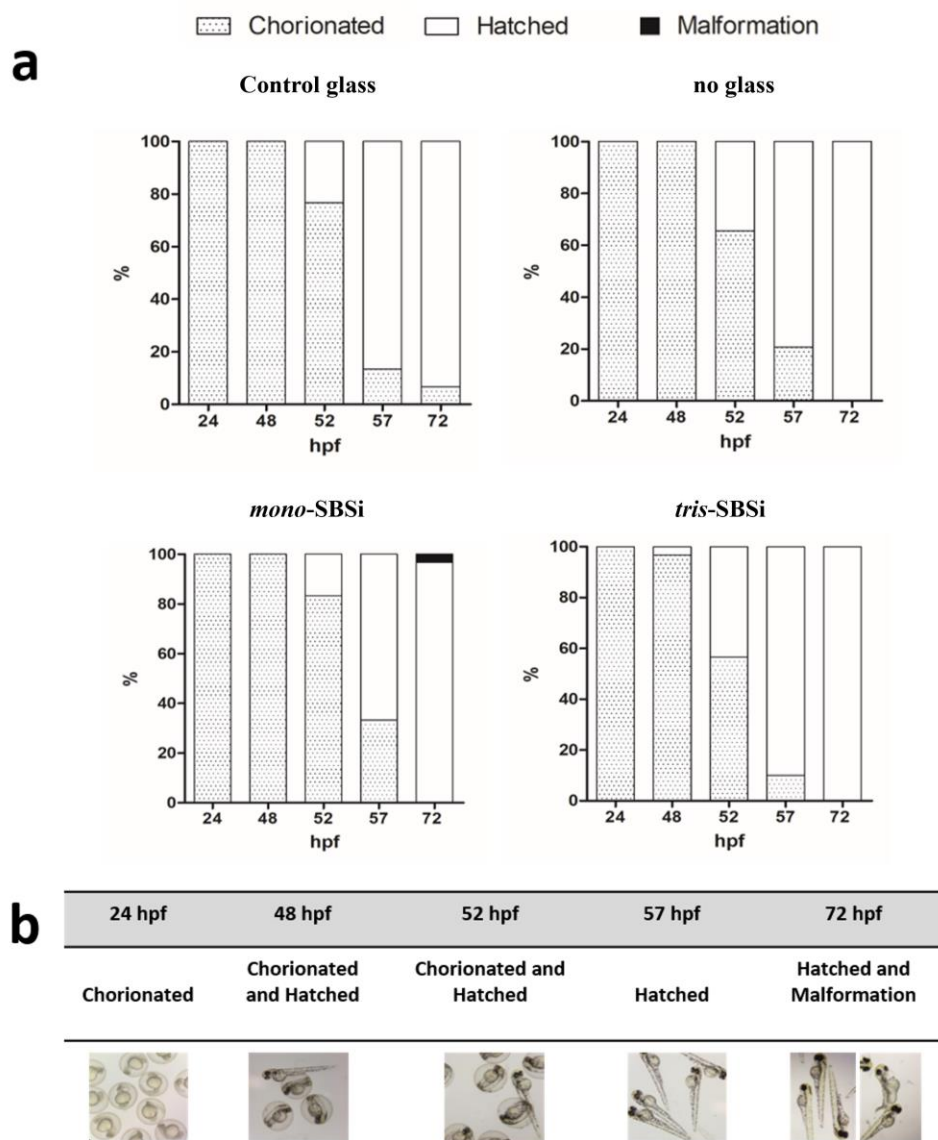 Chorionated Hatched Malformation
a
Control glass no glass
100 100
80 80
60 60
% %
40 40
20 20
0 0
24 48 52 57 72 24 48 52 57 72
hpf hpf
mono-SBSi tris-SBSi
100 100
80 80
60 60
% %
40 40
20 20
0 0
24 48 52 57 72 24 48 52 57 72
hpf hpf
b
24 hpf 48 hpf 52 hpf 57 hpf 72 hpf
Chorionated Chorionated and Hatched Chorionated and Hatched Hatched Hatched and Malformation